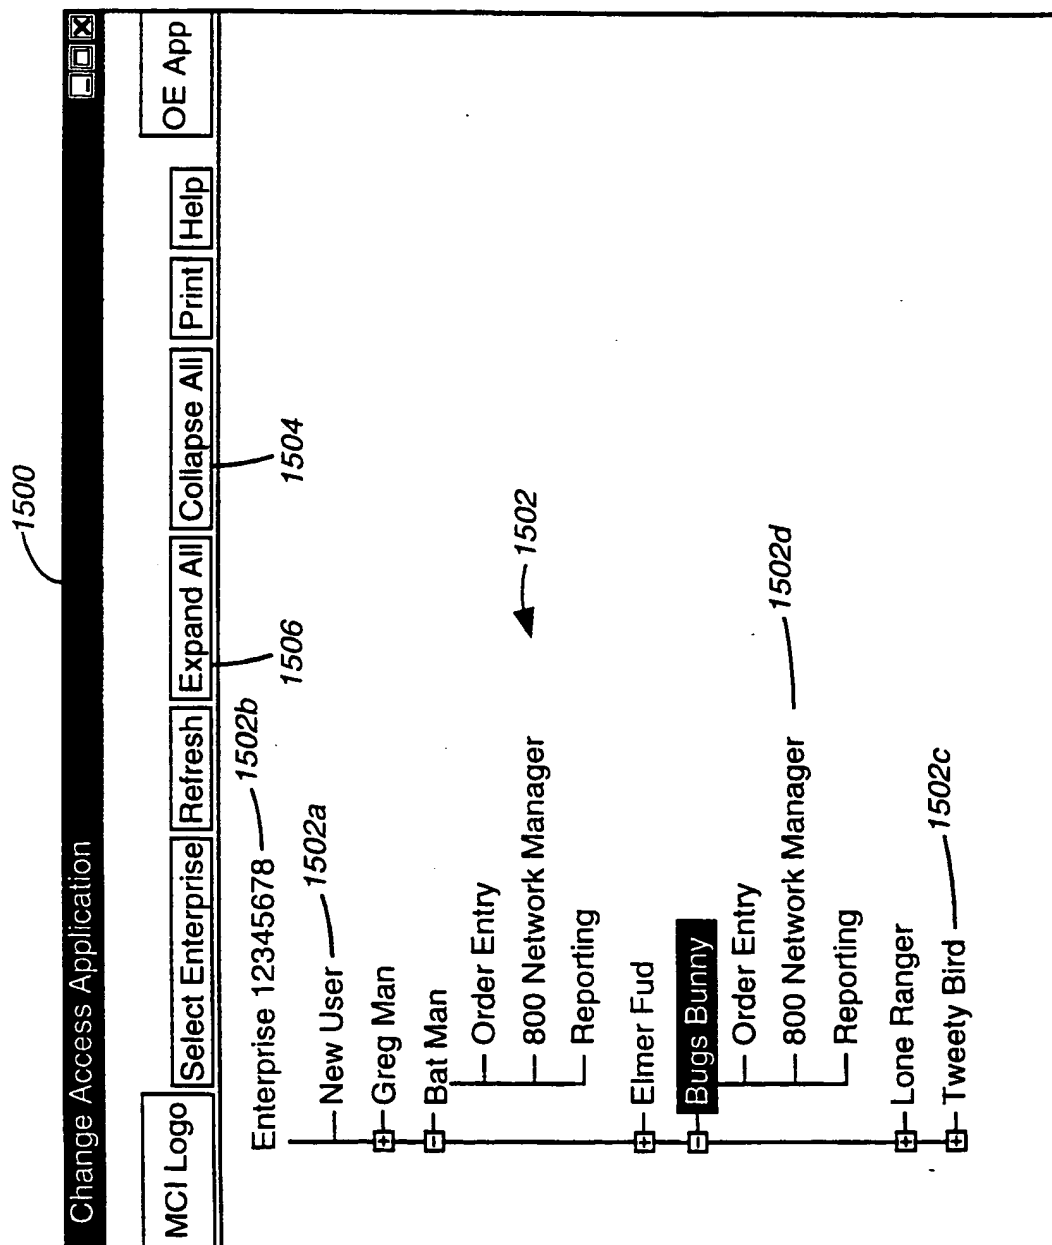 1500
Change Access Application
MCI Logo
OE App
Select Enterprise Refresh Expand All Collapse All Print Help
1506
1504
Enterprise 12345678
1502b
New User
1502a
Greg Man
Bat Man
Order Entry
800 Network Manager
1502
Reporting
Elmer Fud
Bugs Bunny
Order Entry
800 Network Manager
1502d
Reporting
Lone Ranger
Tweety Bird
1502c